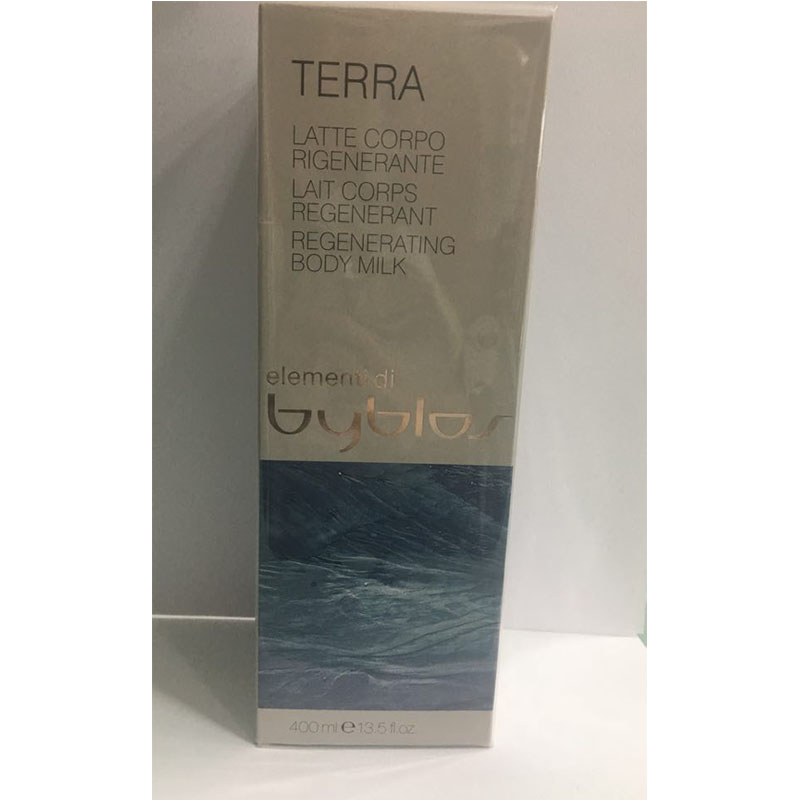 TERRA
LATTE CORPO
RIGENERANTE
LAIT CORPS
REGENERANT
REGENERATING
BODY MILK
elementi di
byblos
400 ml e 13.5 fl.oz.